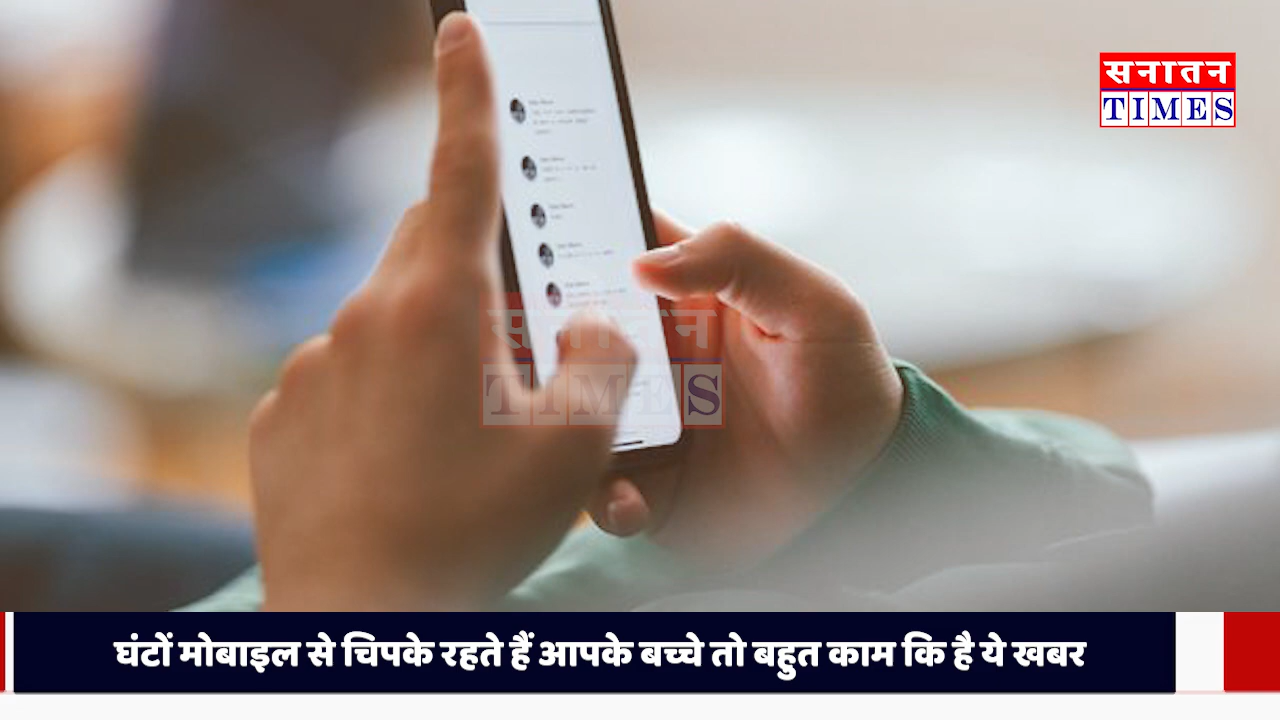 सनातन
TIMES
सनातन
TIMES
घंटों मोबाइल से चिपके रहते हैं आपके बच्चे तो बहुत काम कि है ये खबर